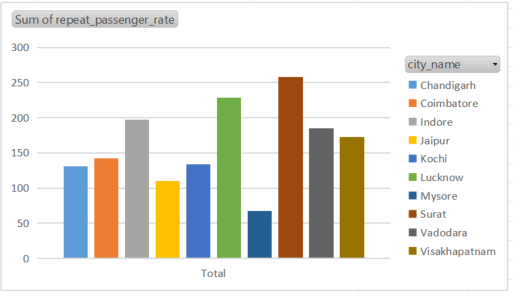 Sum of repeat_passenger_rate
300
250
200
150
100
50
0
Total
city_name
Chandigarh
Coimbatore
Indore
Jaipur
Kochi
Lucknow
Mysore
Surat
Vadodara
Visakhapatnam